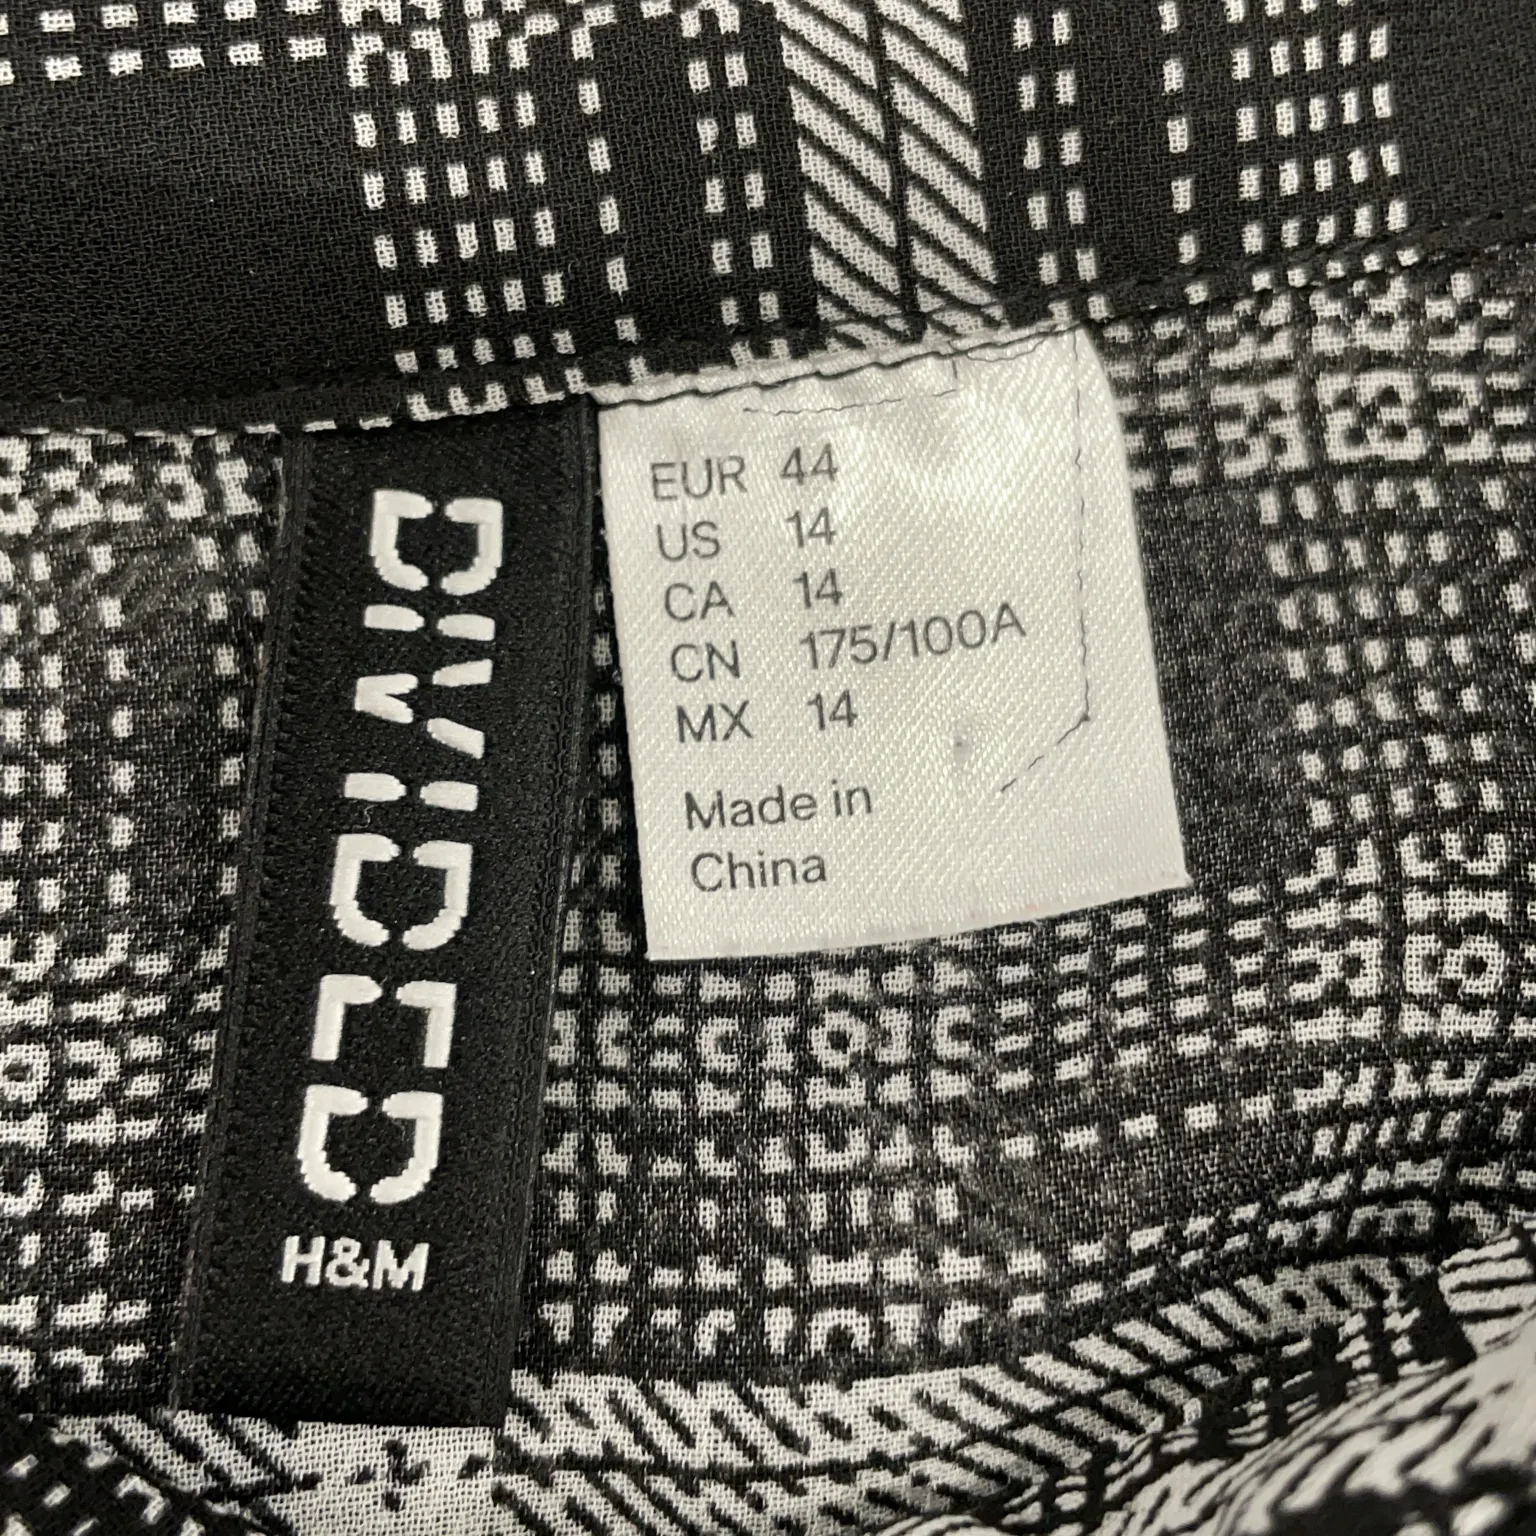 DIVIDED
H&M
EUR 44
US 14
CA 14
CN 175/100A
MX 14
Made in
China